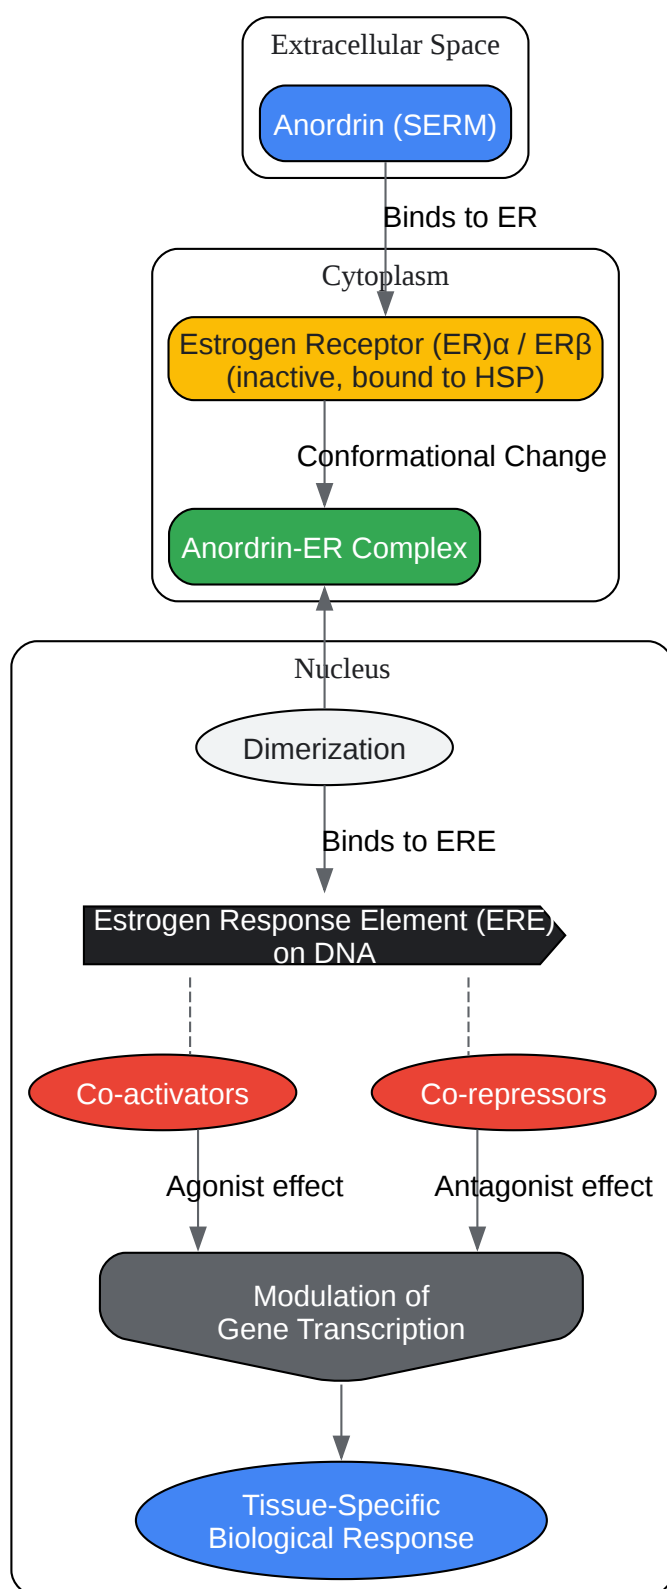 Extracellular Space
Anordrin (SERM)
Binds to ER
Cytoplasm
Estrogen Receptor (ER)α / ERβ
(inactive, bound to HSP)
Conformational Change
Anordrin-ER Complex
Nucleus
Dimerization
Binds to ERE
Estrogen Response Element (ERE)
on DNA
Co-activators
Co-repressors
Agonist effect
Antagonist effect
Modulation of
Gene Transcription
Tissue-Specific
Biological Response